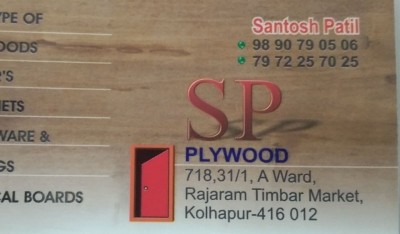 YPE OF
OODS
R'S
NETS
WARE &
GS
CAL BOARDS
Santosh Patil
98 90 79 05 06
79 72 25 70 25
SP
PLYWOOD
718,31/1, A Ward,
Rajaram Timbar Market,
Kolhapur-416 012